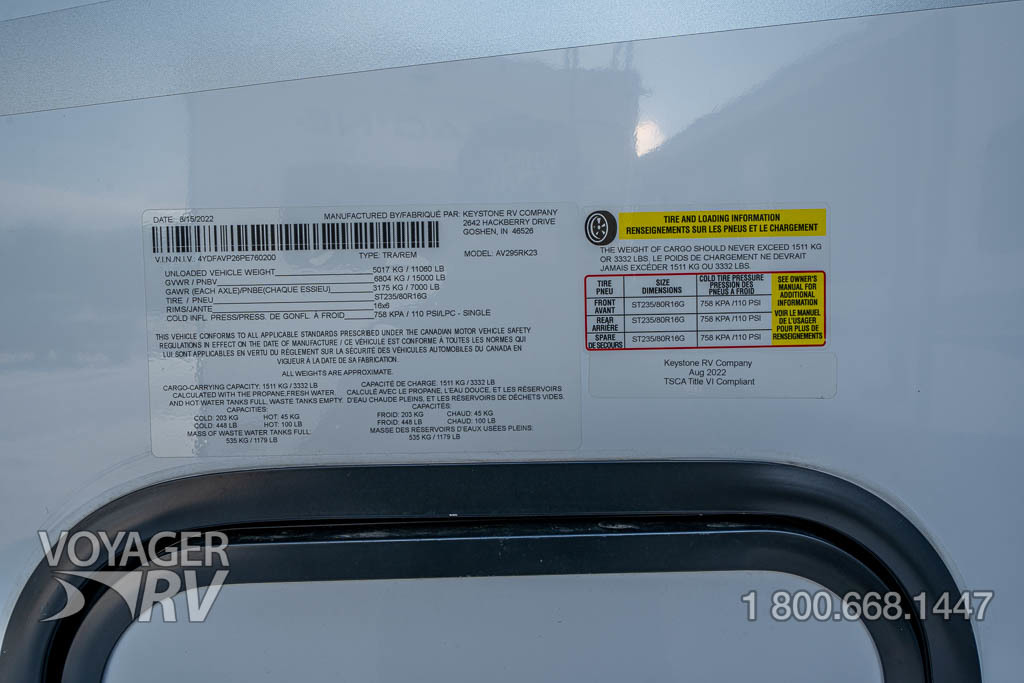 DATE: 8/15/2022
MANUFACTURED BY/FABRIQUÉ PAR: KEYSTONE RV COMPANY
2642 HACKBERRY DRIVE
GOSHEN, IN 46526
V.I.N./N.I.V.: 4YDFAVP26PE760200 TYPE: TRA/REM MODEL: AV295RK23
UNLOADED VEHICLE WEIGHT 5017 KG / 11060 LB
GVWR / PNBV 6804 KG / 15000 LB
GAWR (EACH AXLE)/PNBE(CHAQUE ESSIEU) 3175 KG / 7000 LB
TIRE / PNEU ST235/80R16G
RIMS/JANTE 16x6
COLD INFL. PRESS/PRESS. DE GONFL. À FROID 758 KPA / 110 PSI/LPC - SINGLE
THIS VEHICLE CONFORMS TO ALL APPLICABLE STANDARDS PRESCRIBED UNDER THE CANADIAN MOTOR VEHICLE SAFETY
REGULATIONS IN EFFECT ON THE DATE OF MANUFACTURE / CE VÉHICULE EST CONFORME À TOUTES LES NORMES QUI
LUI SONT APPLICABLES EN VERTU DU RÈGLEMENT SUR LA SÉCURITÉ DES VÉHICULES AUTOMOBILES DU CANADA EN
VIGUEUR À LA DATE DE SA FABRICATION.
ALL WEIGHTS ARE APPROXIMATE.
CARGO-CARRYING CAPACITY: 1511 KG / 3332 LB
CALCULATED WITH THE PROPANE,FRESH WATER,
AND HOT WATER TANKS FULL, WASTE TANKS EMPTY.
CAPACITIES:
COLD: 203 KG HOT: 45 KG
COLD: 448 LB HOT: 100 LB
MASS OF WASTE WATER TANKS FULL:
535 KG / 1179 LB
CAPACITÉ DE CHARGE: 1511 KG / 3332 LB
CALCULÉ AVEC LE PROPANE, L'EAU DOUCE, ET LES RÉSERVOIRS
D'EAU CHAUDE PLEINS, ET LES RÉSERVOIRS DE DÉCHETS VIDES.
CAPACITÉS:
FROID: 203 KG CHAUD: 45 KG
FROID: 448 LB CHAUD: 100 LB
MASSE DES RÉSERVOIRS D'EAUX USÉES PLEINS:
535 KG / 1179 LB
TIRE AND LOADING INFORMATION
RENSEIGNEMENTS SUR LES PNEUS ET LE CHARGEMENT
THE WEIGHT OF CARGO SHOULD NEVER EXCEED 1511 KG
OR 3332 LBS. LE POIDS DE CHARGEMENT NE DEVRAIT
JAMAIS EXCÉDER 1511 KG OU 3332 LBS.
TIRE
PNEU
SIZE
DIMENSIONS
COLD TIRE PRESSURE
PRESSION DES
PNEUS A FROID
FRONT
AVANT
ST235/80R16G 758 KPA /110 PSI
REAR
ARRIÈRE
ST235/80R16G 758 KPA /110 PSI
SPARE
DE SECOURS
ST235/80R16G 758 KPA /110 PSI
SEE OWNER'S
MANUAL FOR
ADDITIONAL
INFORMATION
VOIR LE MANUEL
DE L'USAGER
POUR PLUS DE
RENSEIGNEMENTS
Keystone RV Company
Aug 2022
TSCA Title VI Compliant
VOYAGER
RV
1 800.668.1447